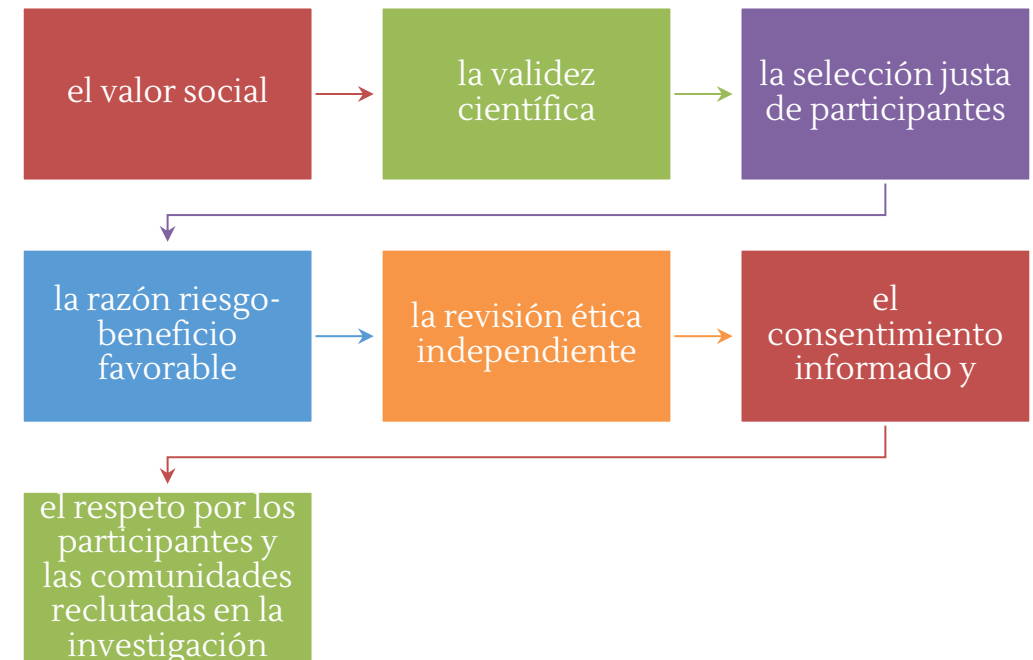 el valor social
la validez
científica
la selección justa
de participantes
la razón riesgo-
beneficio
favorable
la revisión ética
independiente
el
consentimiento
informado y
el respeto por los
participantes y
las comunidades
reclutadas en la
investigación